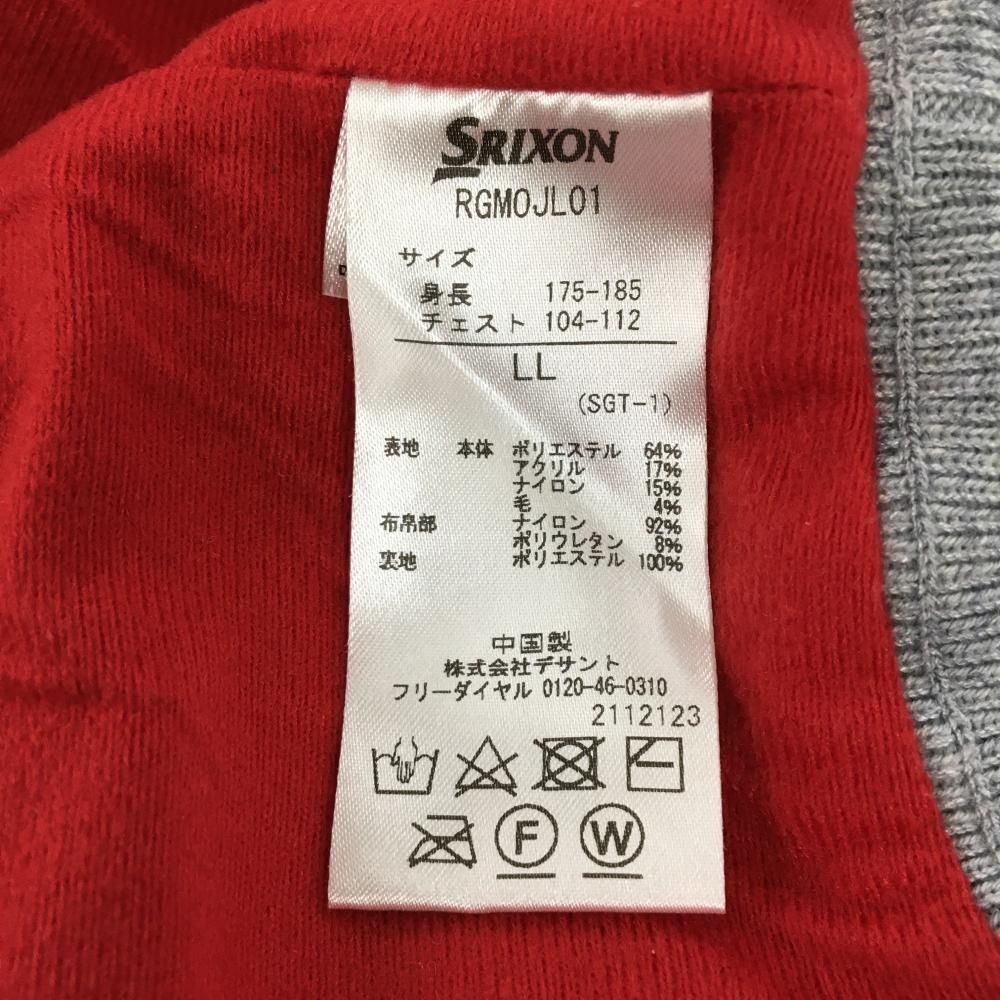 SRIXON
RGM0JL01
サイズ
身長 175-185
チェスト 104-112
LL
(SGT-1)
表地 本体 ポリエステル 64%
アクリル 17%
ナイロン 15%
毛 4%
布帛部 ナイロン 92%
ポリウレタン 8%
裏地 ポリエステル 100%
中国製
株式会社デサント
フリーダイヤル 0120-46-0310
2112123
F W